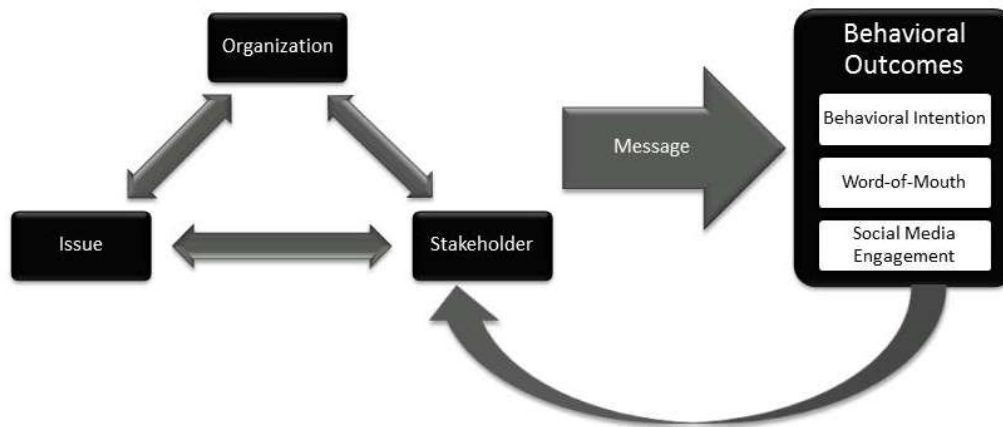 Organization
Issue
Stakeholder
Message
Behavioral
Outcomes
Behavioral Intention
Word-of-Mouth
Social Media
Engagement